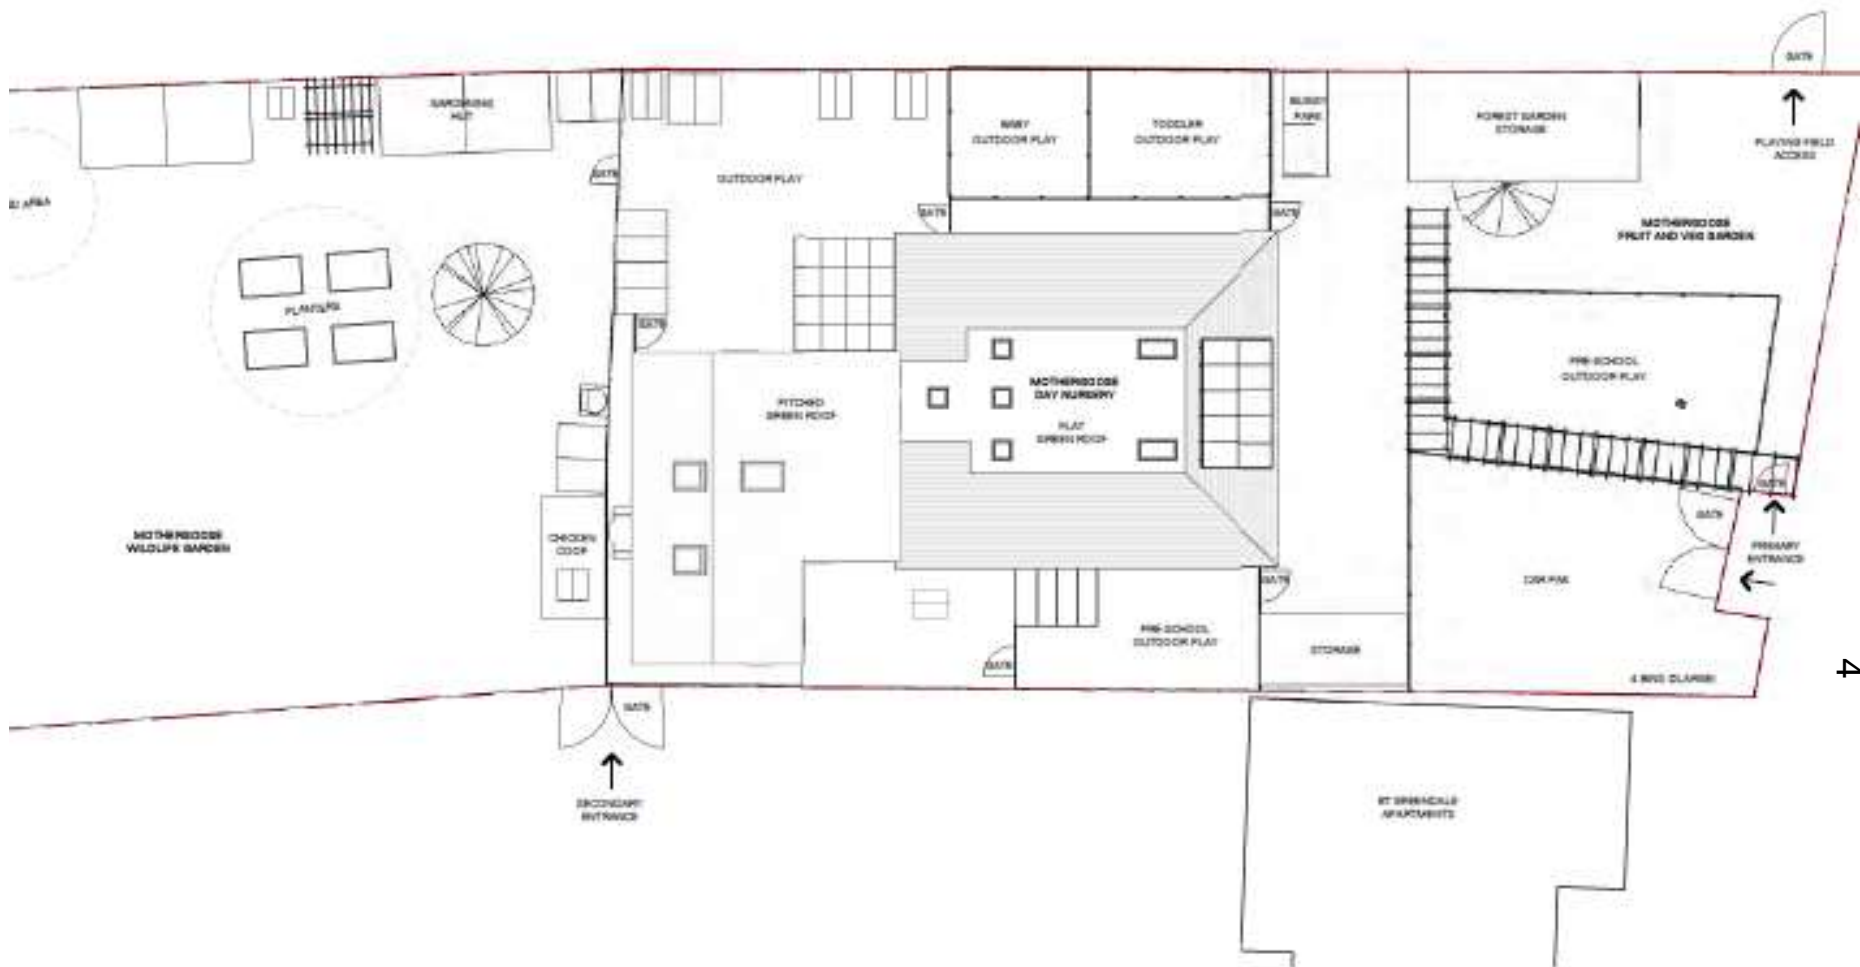 GATE
GARDENING
HUT
BABY
OUTDOOR PLAY
TODDLER
OUTDOOR PLAY
BUGGY
PARK
FOREST GARDEN
STORAGE
PLAYING FIELD
ACCESS
GATE
OUTDOOR PLAY
AREA
GATE
GATE
MOTHERGOOSE
FRUIT AND VEG GARDEN
PLANTERS
GATE
PRE-SCHOOL
OUTDOOR PLAY
MOTHERGOOSE
DAY NURSERY
FLAT
GREEN ROOF
PITCHED
GREEN ROOF
GATE
GATE
MOTHERGOOSE
WILDLIFE GARDEN
CHICKEN
COOP
PRIMARY
ENTRANCE
GATE
CAR PARK
PRE-SCHOOL
OUTDOOR PLAY
STORAGE
GATE
4
GATE
SECONDARY
ENTRANCE
APARTMENTS